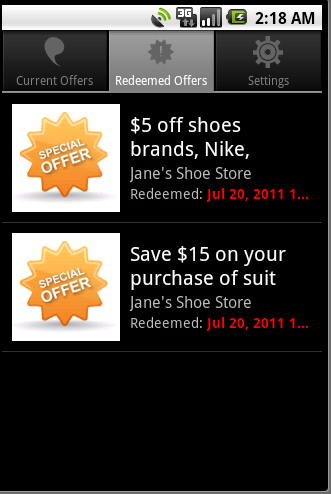 3G 2:18 AM
Current Offers Redeemed Offers Settings
SPECIAL
OFFER
$5 off shoes
brands, Nike,
Jane's Shoe Store
Redeemed: Jul 20, 2011 1...
SPECIAL
OFFER
Save $15 on your
purchase of suit
Jane's Shoe Store
Redeemed: Jul 20, 2011 1...